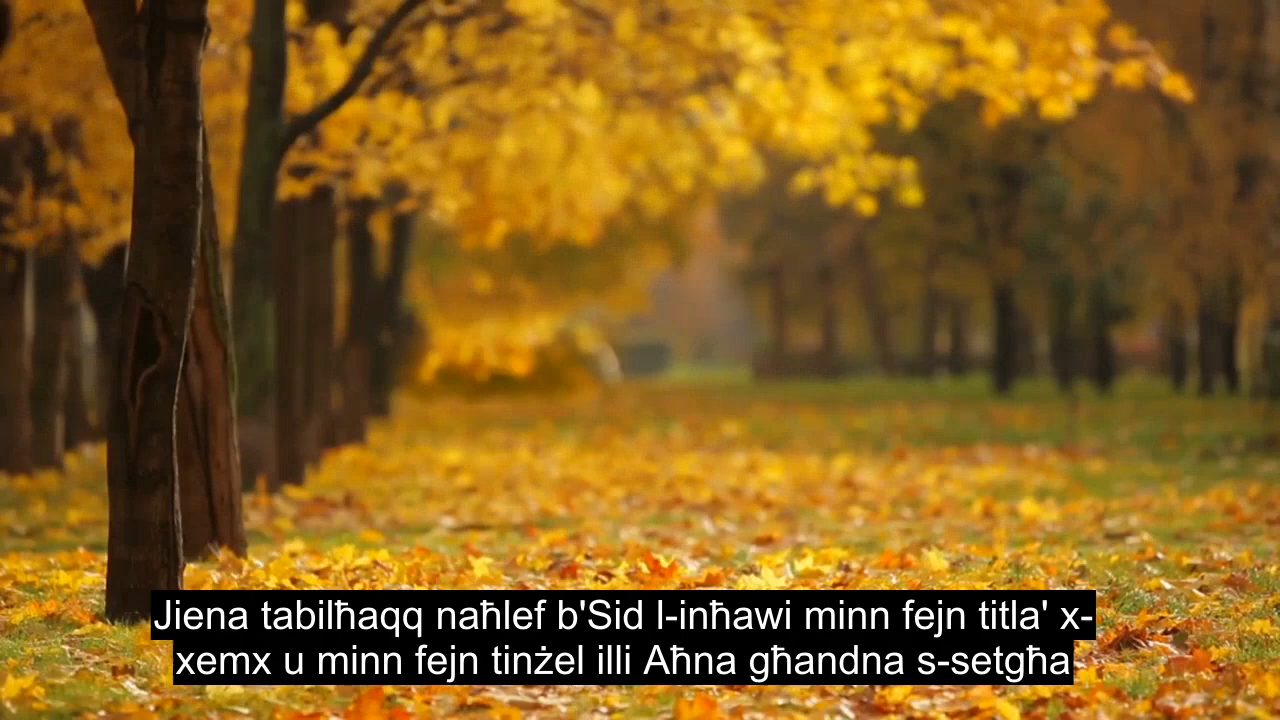 Jiena tabilħaqq naħlef b'Sid l-inħawi minn fejn titla' x-
xemx u minn fejn tinżel illi Aħna għandna s-setgħa